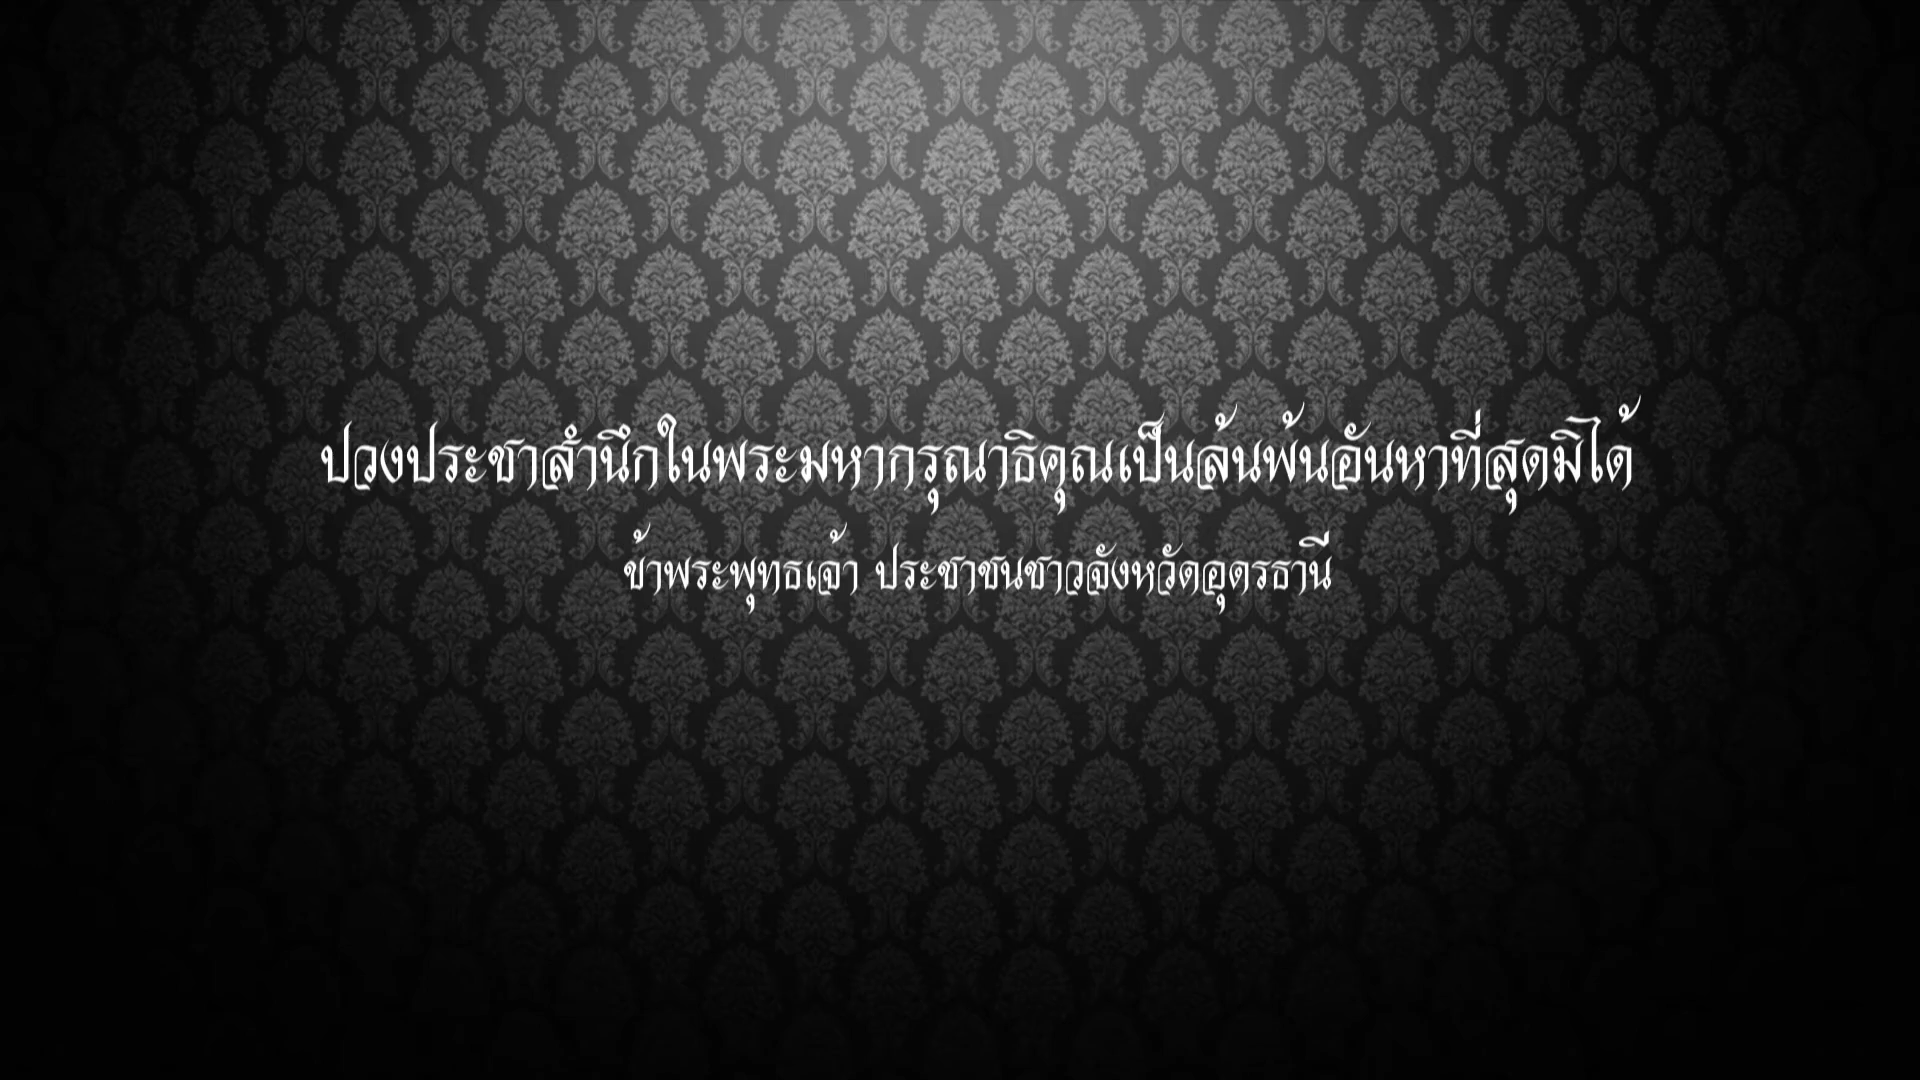 ปวงประชาสำนึกในพระมหากรุณาธิคุณเป็นล้นพ้นอันหาที่สุดมิได้
ข้าพระพุทธเจ้า ประชาชนชาวจังหวัดอุดรธานี